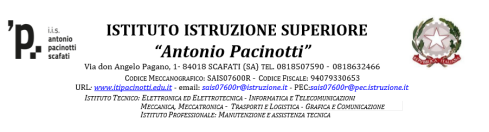 'P.
i.i.s.
antonio
pacinotti
scafati
ISTITUTO ISTRUZIONE SUPERIORE
"Antonio Pacinotti"
Via don Angelo Pagano, 1- 84018 SCAFATI (SA) TEL. 0818507590 - 0818632466
CODICE MECCANOGRAFICO: SAIS07600R - CODICE FISCALE: 94079330653
URL: www.itipacinotti.edu.it - email: sais07600r@istruzione.it - PEC:sais07600r@pec.istruzione.it
ISTITUTO TECNICO: ELETTRONICA ED ELETTROTECNICA - INFORMATICA E TELECOMUNICAZIONI
MECCANICA, MECCATRONICA - TRASPORTI E LOGISTICA - GRAFICA E COMUNICAZIONE
ISTITUTO PROFESSIONALE: MANUTENZIONE E ASSISTENZA TECNICA